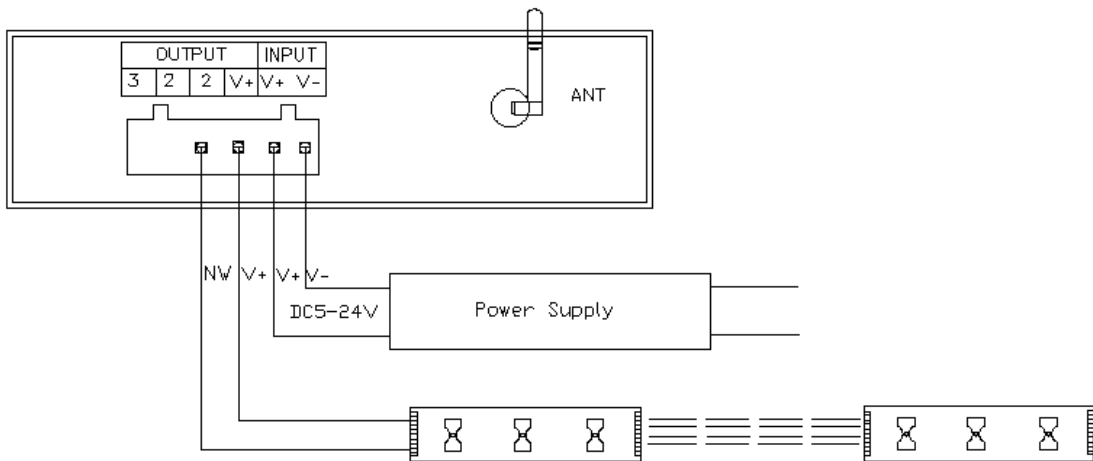 OUTPUT INPUT
3 2 2 V+ V+ V-
ANT
NW V+ V+ V-
DC5-24V
Power Supply